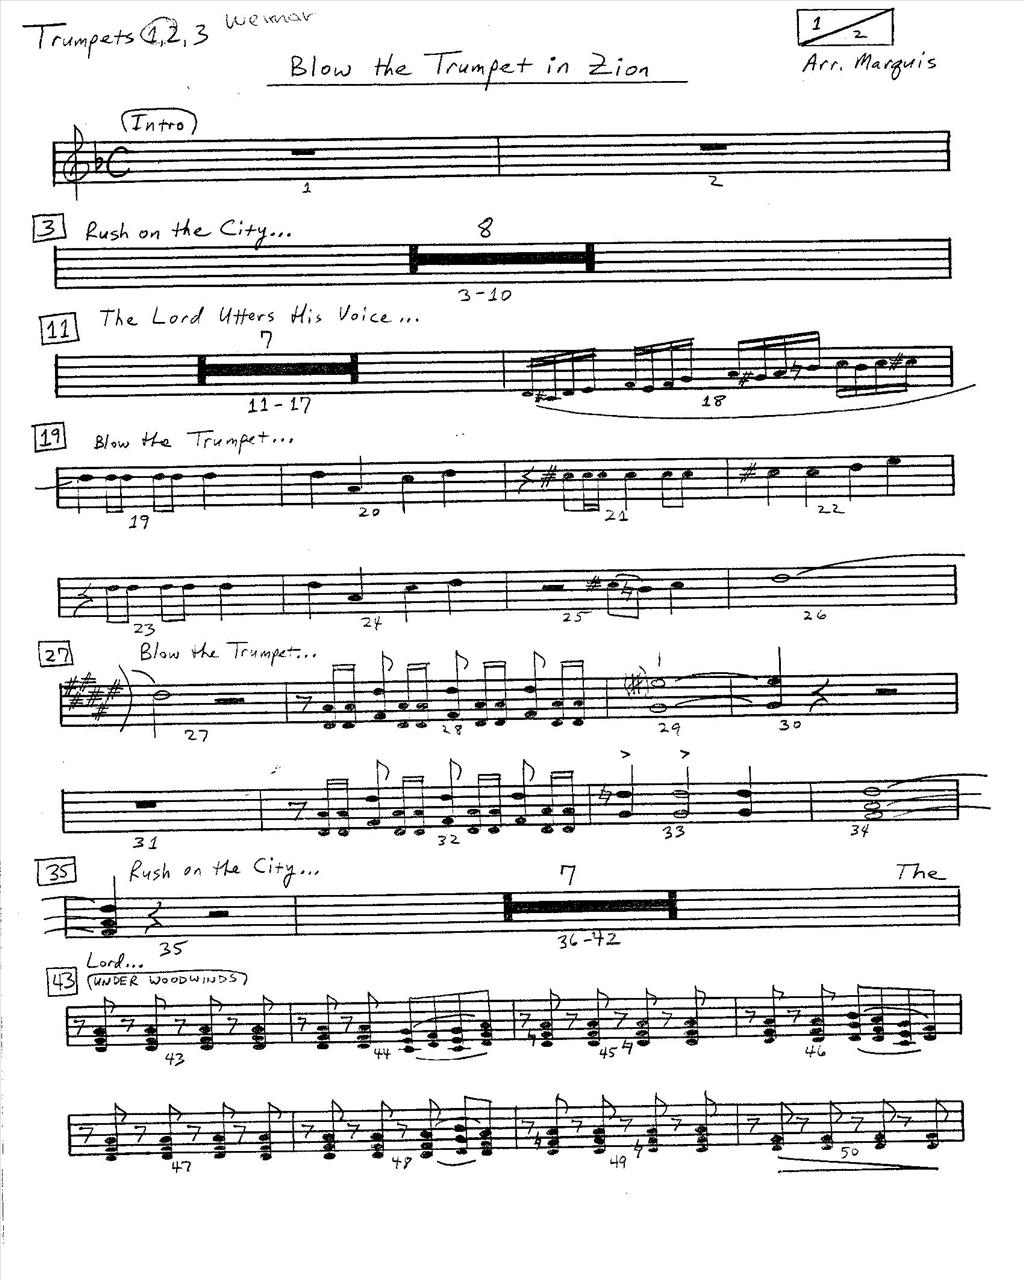 Trumpets 1, 2, 3 Weimar
1/2
Blow the Trumpet in Zion
Arr. Marquis
Intro
1 2
3 Rush on the City... 8
3-10
11 The Lord Utters His Voice...
7
11-17 18
19 Blow the Trumpet...
19 20 21 22
23 24 25 26
27 Blow the Trumpet...
27 28 29 30
31 32 33 34
35 Rush on the City... 7 The
35 36-42
Lord...
43 UNDER WOODWINDS
43 44 45 46
47 48 49 50